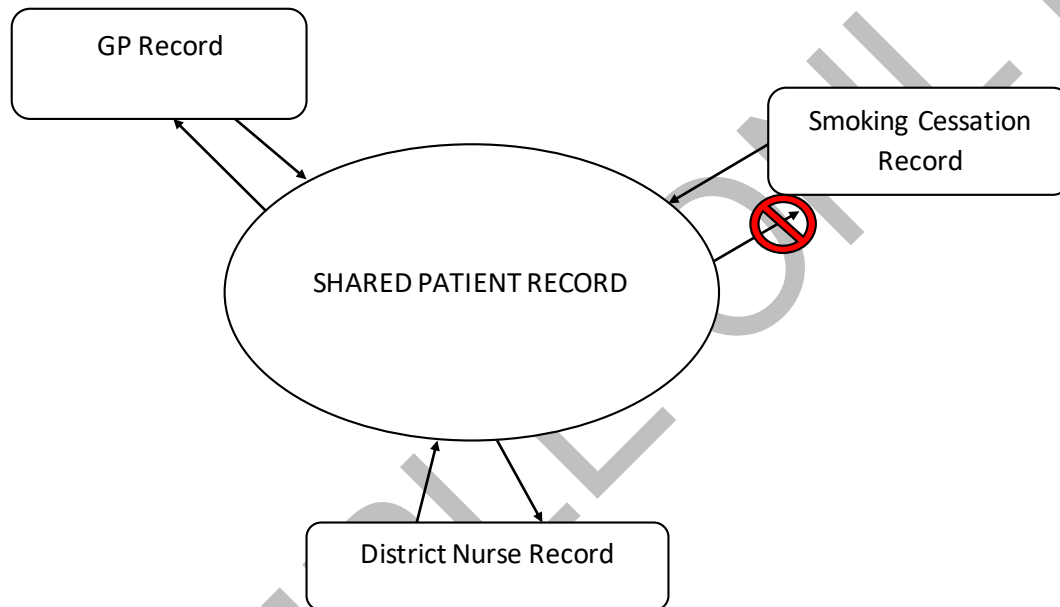 GP Record
Smoking Cessation
Record
SHARED PATIENT RECORD
District Nurse Record